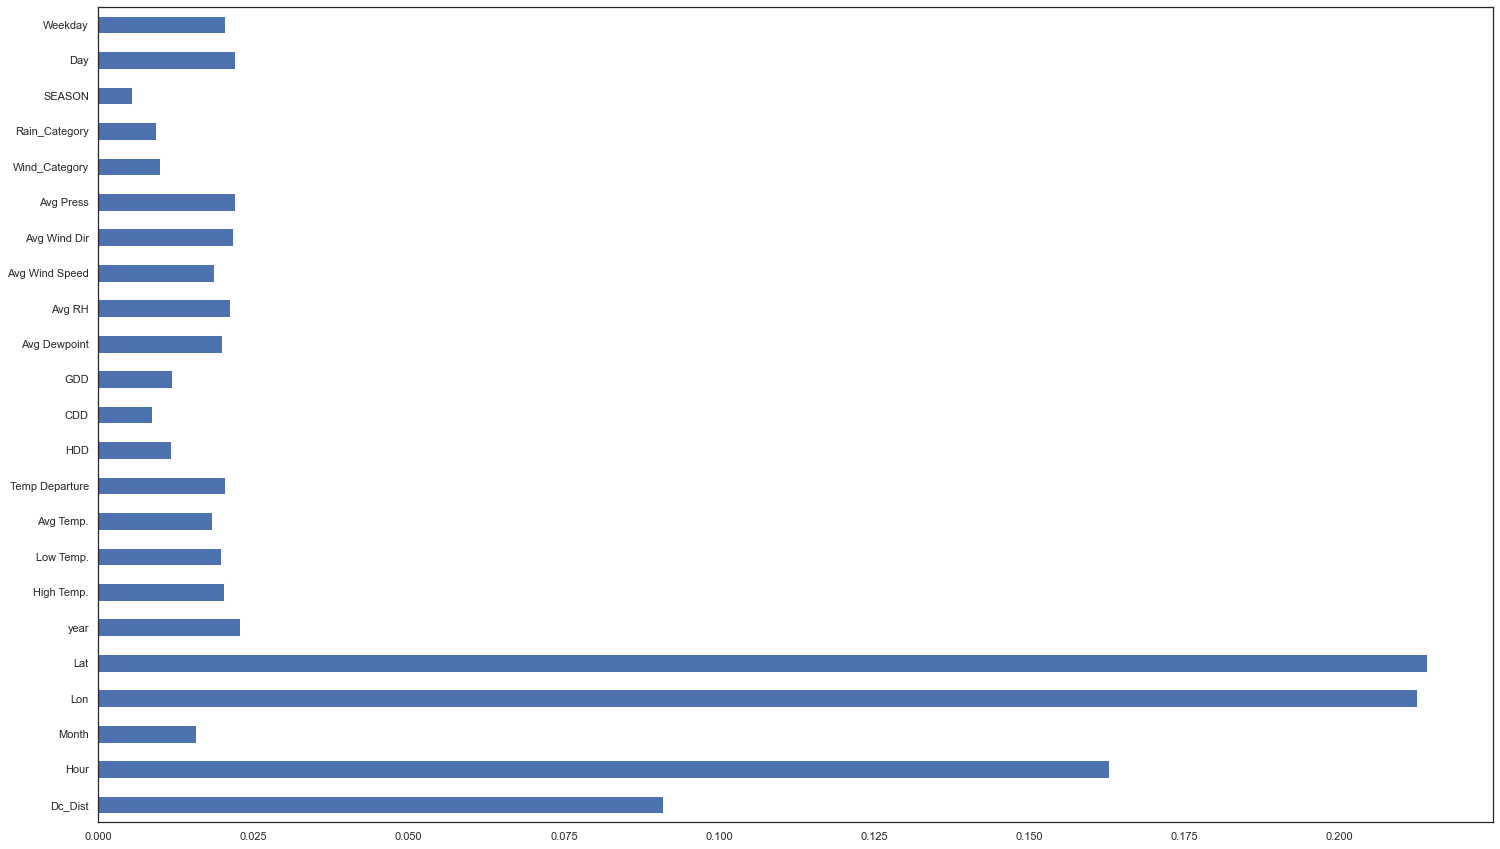 Weekday
Day
SEASON
Rain_Category
Wind_Category
Avg Press
Avg Wind Dir
Avg Wind Speed
Avg RH
Avg Dewpoint
GDD
CDD
HDD
Temp Departure
Avg Temp.
Low Temp.
High Temp.
year
Lat
Lon
Month
Hour
Dc_Dist
0.000 0.025 0.050 0.075 0.100 0.125 0.150 0.175 0.200